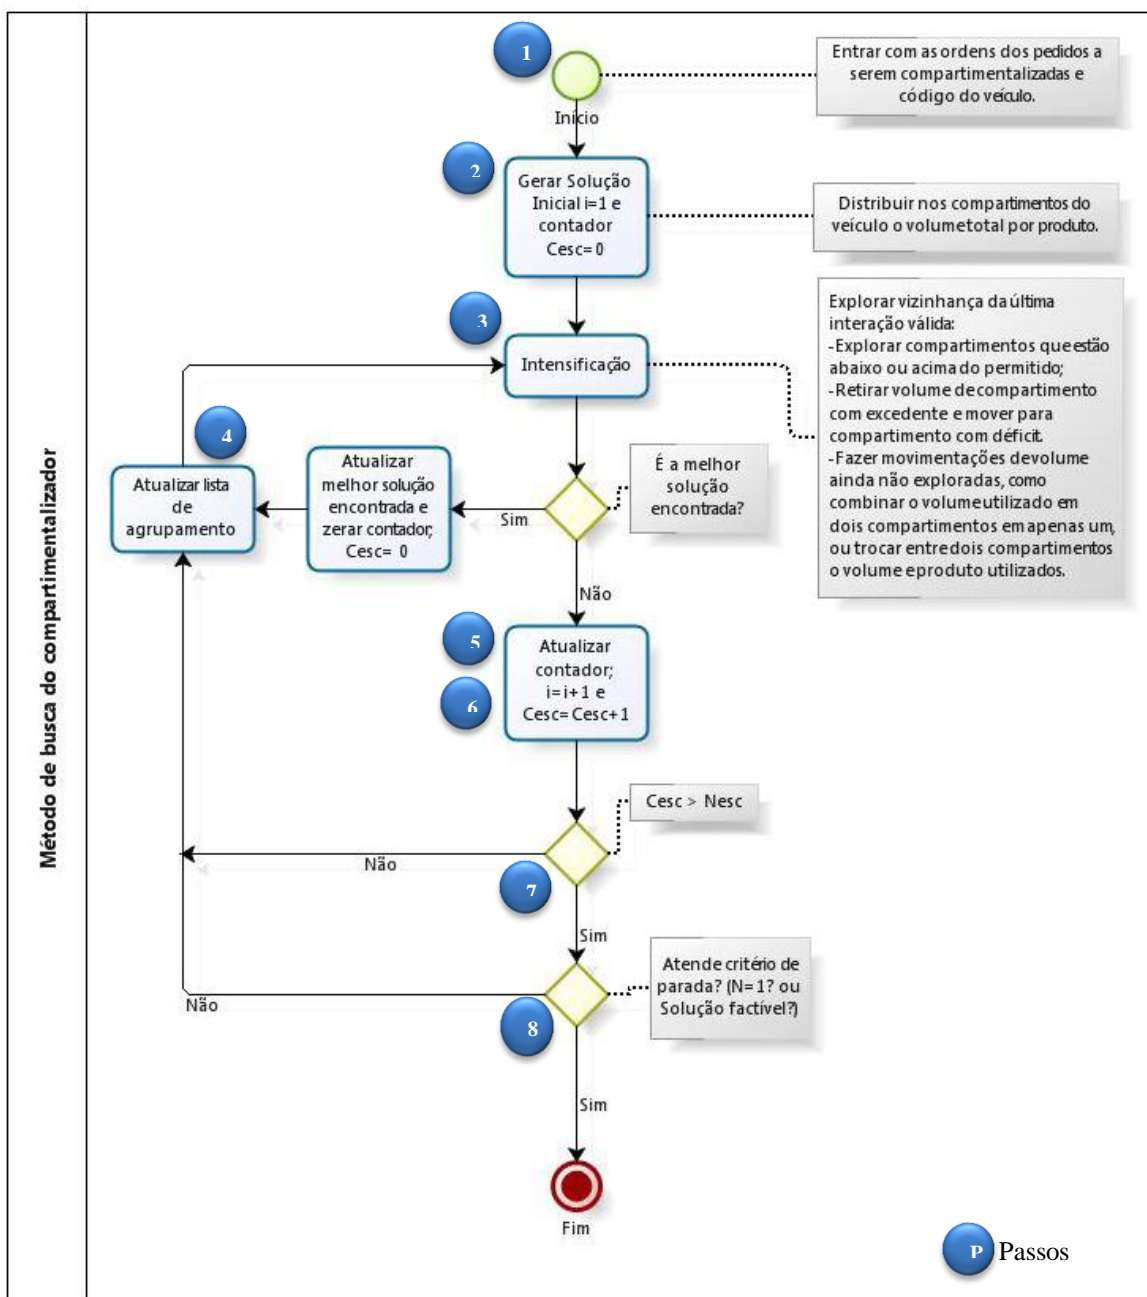 Método de busca do compartimentalizador
1
Início
Entrar com as ordens dos pedidos a
serem compartimentalizadas e
código do veículo.
2
Gerar Solução
Inicial i=1 e
contador
Cesc= 0
Distribuir nos compartimentos do
veículo o volume total por produto.
3
Intensificação
Explorar vizinhança da última
interação válida:
-Explorar compartimentos que estão
abaixo ou acima do permitido;
-Retirar volume de compartimento
com excedente e mover para
compartimento com déficit.
-Fazer movimentações de volume
ainda não exploradas, como
combinar o volume utilizado em
dois compartimentos em apenas um,
ou trocar entre dois compartimentos
o volume e produto utilizados.
4
Atualizar lista
de
agrupamento
Atualizar
melhor solução
encontrada e
zerar contador;
Cesc= 0
Sim
É a melhor
solução
encontrada?
Não
5
6
Atualizar
contador;
i= i+1 e
Cesc= Cesc+1
Cesc > Nesc
Não
7
Sim
Atende critério de
parada? (N=1? ou
Solução factível?)
Não
8
Sim
Fim
P Passos